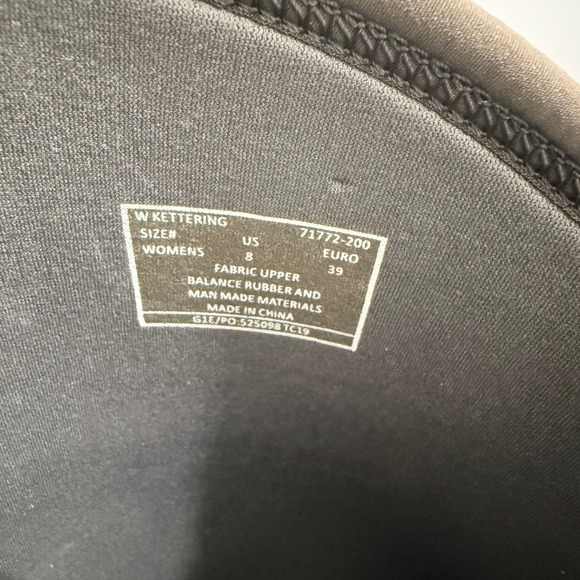 W KETTERING 71772-200
SIZE# US EURO
WOMENS 8 39
FABRIC UPPER
BALANCE RUBBER AND
MAN MADE MATERIALS
MADE IN CHINA
G1E/PO-525098 TC19